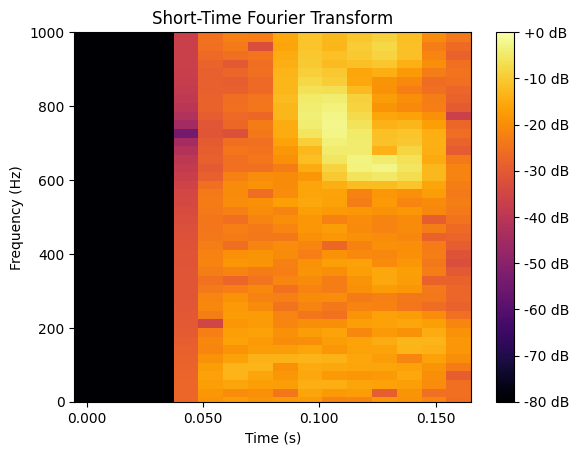 Short-Time Fourier Transform
1000
800
600
400
200
0
Frequency (Hz)
0.000
0.050
0.100
0.150
Time (s)
+0 dB
-10 dB
-20 dB
-30 dB
-40 dB
-50 dB
-60 dB
-70 dB
-80 dB